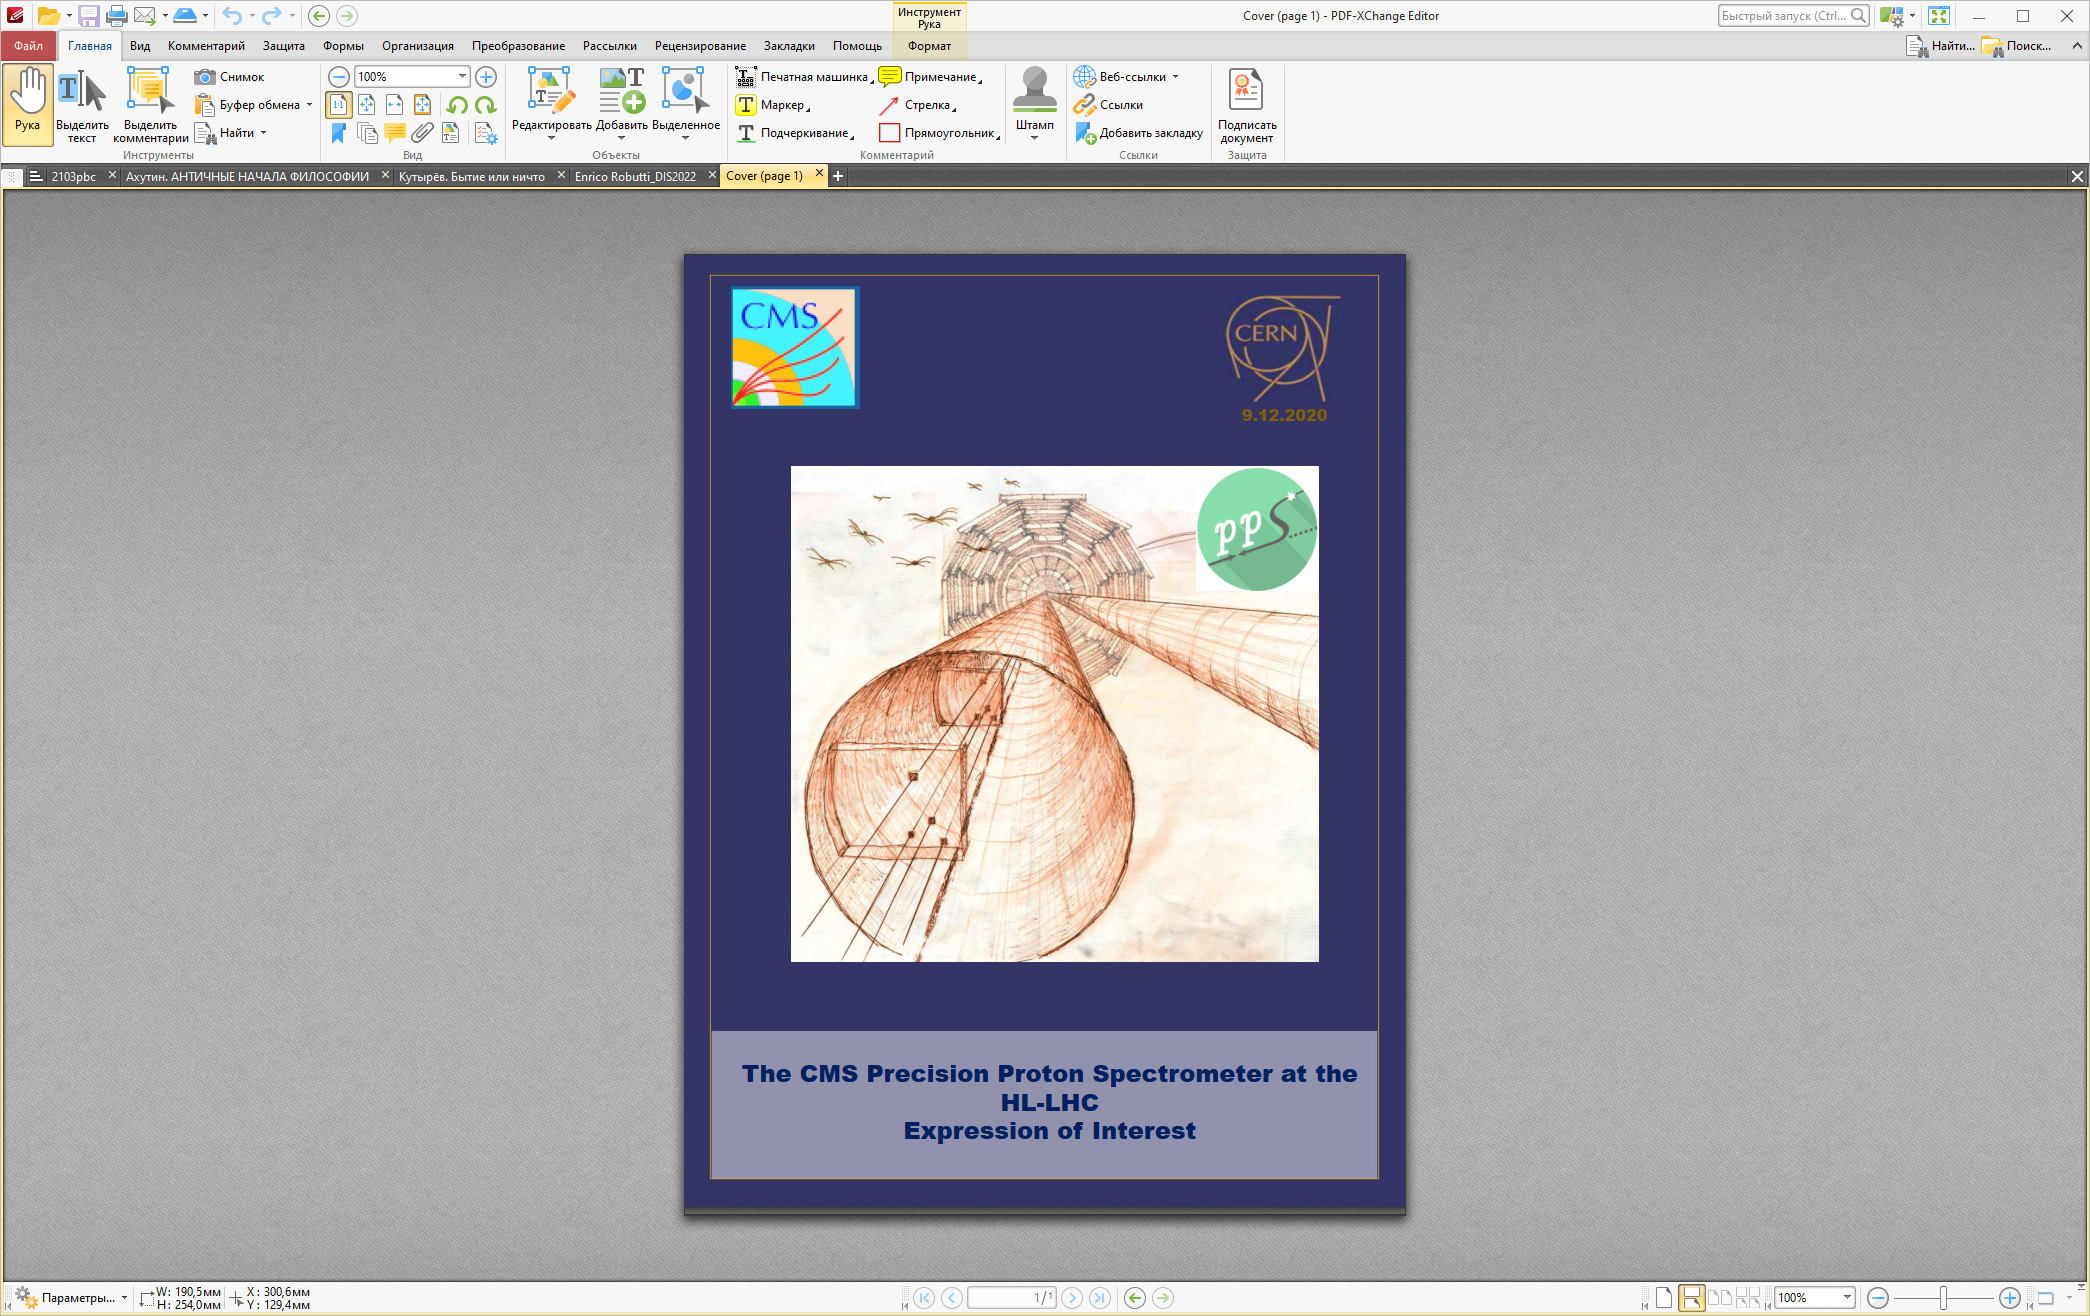 Инструмент
Рука
Cover (page 1) - PDF-XChange Editor
Быстрый запуск (Ctrl...
Файл
Главная
Вид
Комментарий
Защита
Формы
Организация
Преобразование
Рассылки
Рецензирование
Закладки
Помощь
Формат
Найти...
Поиск...
Рука
Выделить текст
Выделить комментарии
Снимок
Буфер обмена
Найти
Инструменты
100%
Вид
Редактировать
Добавить
Выделенное
Объекты
Печатная машинка
Маркер
Подчеркивание
Примечание
Стрелка
Прямоугольник
Штамп
Комментарий
Веб-ссылки
Ссылки
Добавить закладку
Ссылки
Подписать документ
Защита
2103pbc
Ахутин. АНТИЧНЫЕ НАЧАЛА ФИЛОСОФИИ
Кутырёв. Бытие или ничто
Enrico Robutti_DIS2022
Cover (page 1)
CMS
CERN
9.12.2020
pps
The CMS Precision Proton Spectrometer at the
HL-LHC
Expression of Interest
Параметры...
W: 190,5мм
H: 254,0мм
X: 300,6мм
Y: 129,4мм
1/1
100%